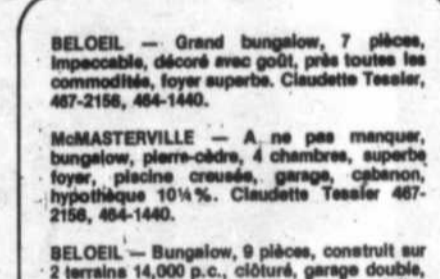 BELOEIL — Grand bungalow, 7 pièces,
impeccable, décoré avec goût, près toutes les
commodités, foyer superbe. Claudette Tessier,
467-2156, 464-1440.
McMASTERVILLE — A ne pas manquer,
bungalow, pierre-cèdre, 4 chambres, superbe
foyer, piscine creusée, garage, cabanon,
hypothèque 10¼%. Claudette Tessier 467-
2156, 464-1440.
BELOEIL — Bungalow, 9 pièces, construit sur
2 terrains 14,000 p.c., clôturé, garage double,